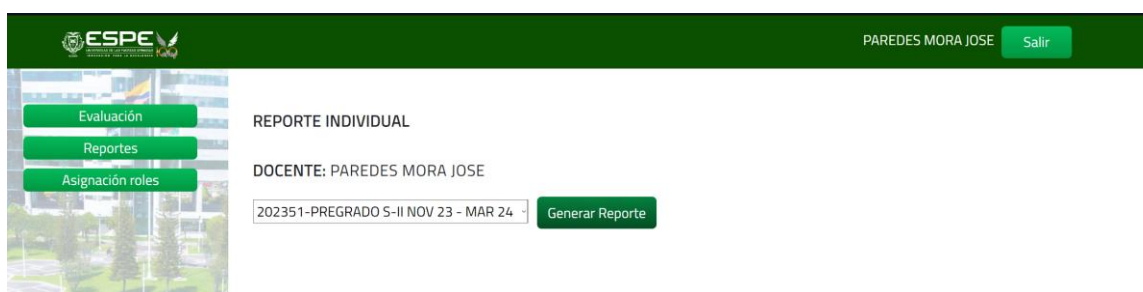 ESPE
PAREDES MORA JOSE
Salir
Evaluación
Reportes
Asignación roles
REPORTE INDIVIDUAL
DOCENTE: PAREDES MORA JOSE
202351-PREGRADO S-II NOV 23 - MAR 24
Generar Reporte